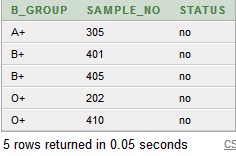 B_GROUP SAMPLE_NO STATUS
A+ 305 no
B+ 401 no
B+ 405 no
O+ 202 no
O+ 410 no
5 rows returned in 0.05 seconds CS